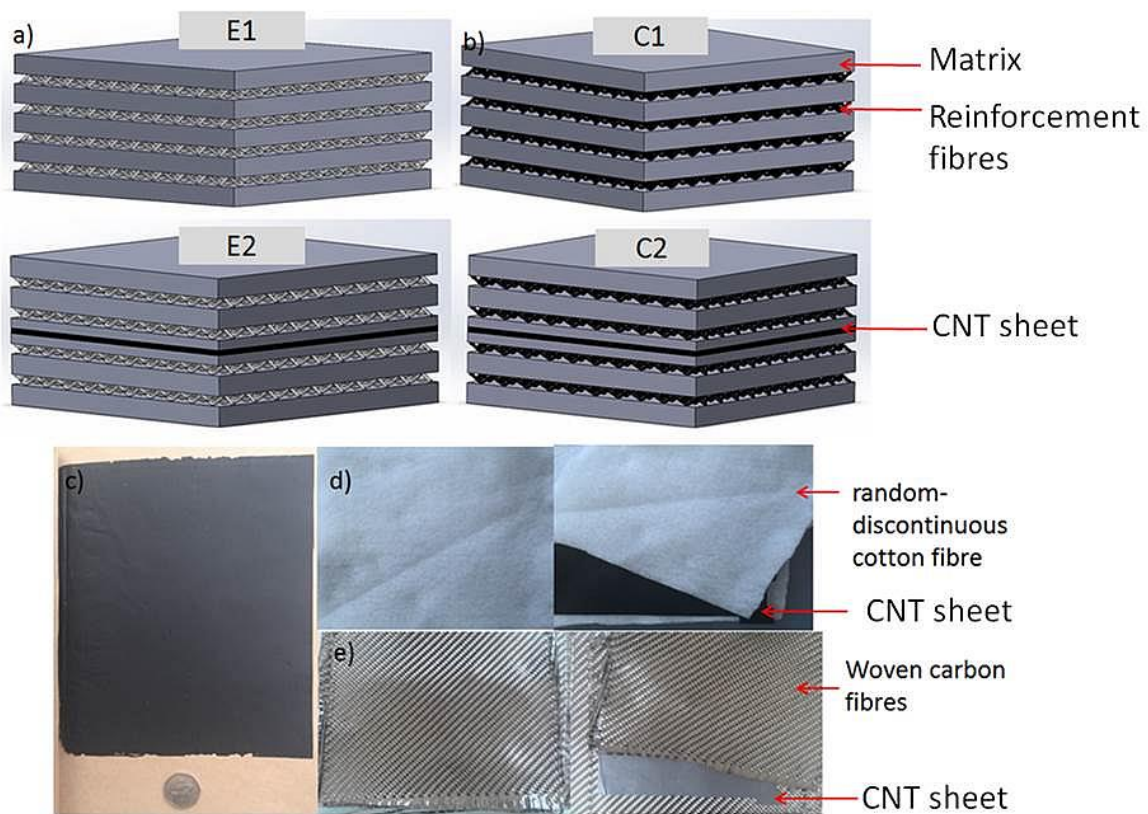 a)
E1
b)
C1
Matrix
Reinforcement
fibres
E2
C2
CNT sheet
c)
d)
random-
discontinuous
cotton fibre
CNT sheet
e)
Woven carbon
fibres
CNT sheet